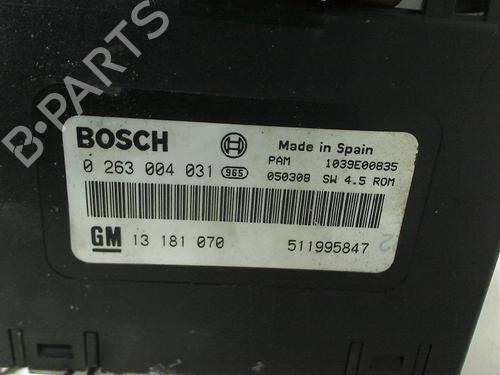 B-PARTS
BOSCH
Made in Spain
0 263 004 031 965
PAM 1039E00835
050308 SW 4.5 ROM
GM 13 181 070
511995847